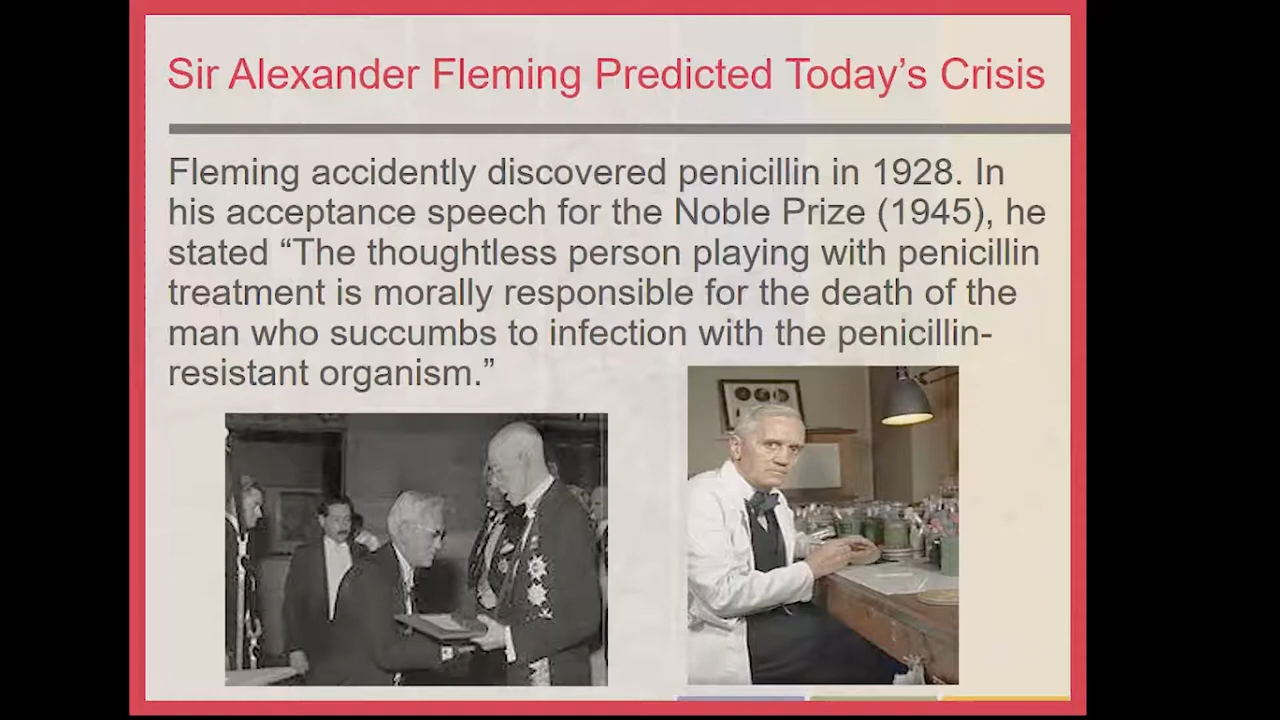 Sir Alexander Fleming Predicted Today’s Crisis
Fleming accidently discovered penicillin in 1928. In
his acceptance speech for the Noble Prize (1945), he
stated “The thoughtless person playing with penicillin
treatment is morally responsible for the death of the
man who succumbs to infection with the penicillin-
resistant organism.”